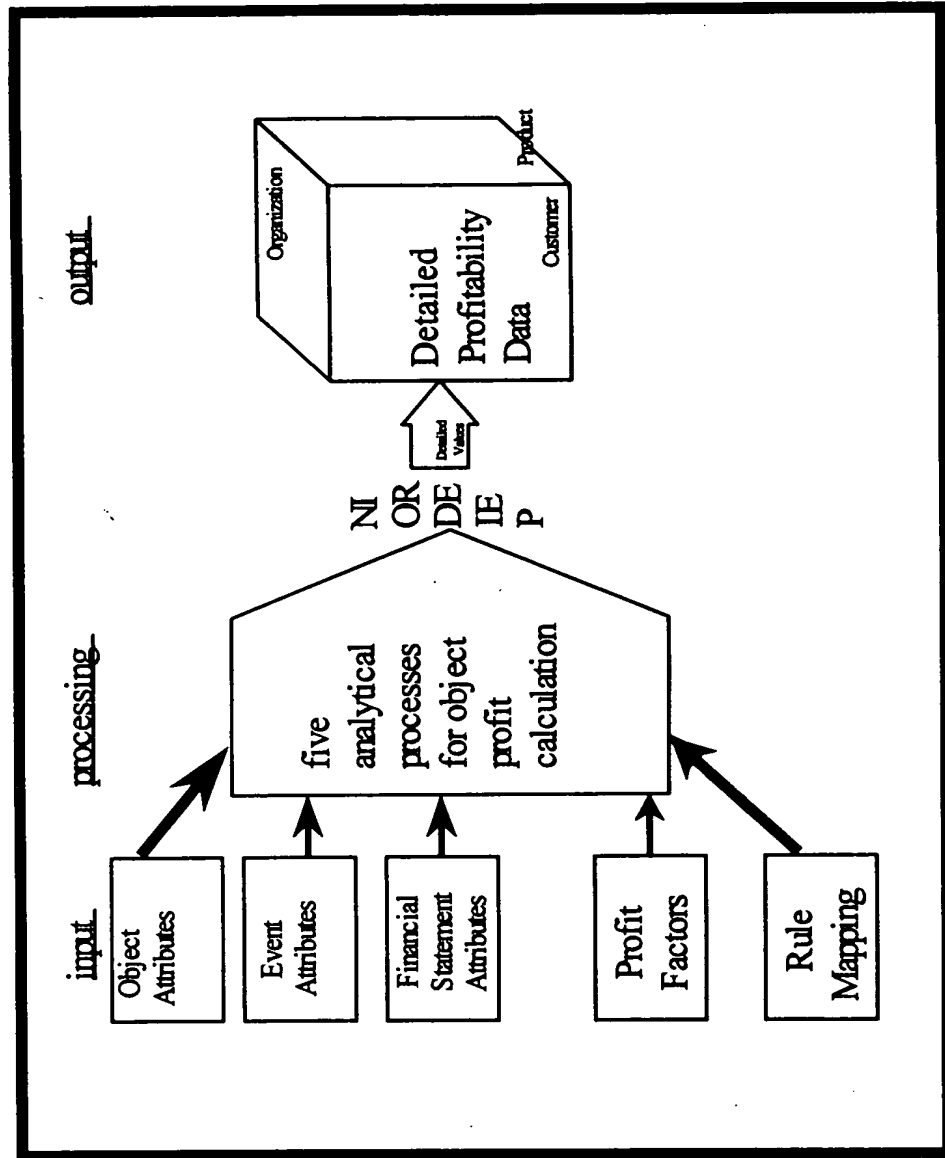 input
processing
output
Object
Attributes
Event
Attributes
Financial
Statement
Attributes
Profit
Factors
Rule
Mapping
five
analytical
processes
for object
profit
calculation
NI
OR
DE
IE
P
Detailed
Values
Detailed
Profitability
Data
Organization
Customer
Product